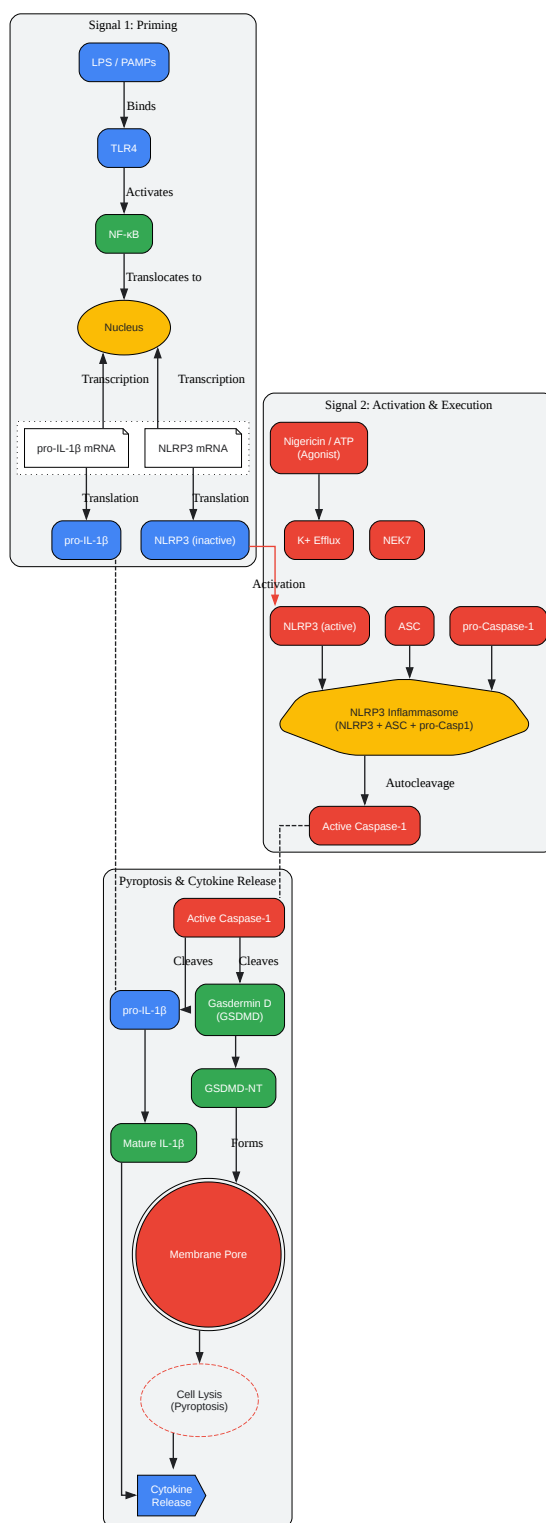 Signal 1: Priming
LPS / PAMPs
Binds
TLR4
Activates
NF-κB
Translocates to
Nucleus
Transcription
Transcription
pro-IL-1β mRNA
NLRP3 mRNA
Translation
Translation
pro-IL-1β
NLRP3 (inactive)
Signal 2: Activation & Execution
Nigericin / ATP
(Agonist)
K+ Efflux
NEK7
Activation
NLRP3 (active)
ASC
pro-Caspase-1
NLRP3 Inflammasome
(NLRP3 + ASC + pro-Casp1)
Autocleavage
Active Caspase-1
Pyroptosis & Cytokine Release
Active Caspase-1
Cleaves
Cleaves
pro-IL-1β
Gasdermin D
(GSDMD)
GSDMD-NT
Mature IL-1β
Forms
Membrane Pore
Cell Lysis
(Pyroptosis)
Cytokine
Release